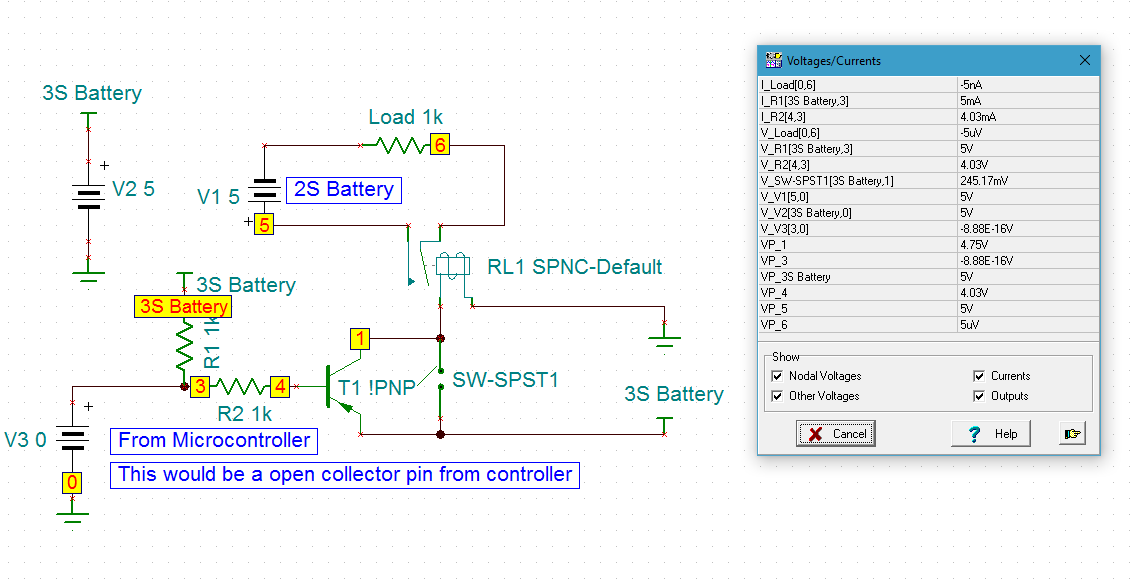 3S Battery
V2 5
Load 1k
6
V1 5
2S Battery
5
RL1 SPNC-Default
3S Battery
3S Battery
R1 1k
1
T1 !PNP
SW-SPST1
3S Battery
3
4
R2 1k
V3 0
From Microcontroller
0
This would be a open collector pin from controller
Voltages/Currents
I_Load[0,6] -5nA
I_R1[3S Battery,3] 5mA
I_R2[4,3] 4.03mA
V_Load[0,6] -5uV
V_R1[3S Battery,3] 5V
V_R2[4,3] 4.03V
V_SW-SPST1[3S Battery,1] 245.17mV
V_V1[5,0] 5V
V_V2[3S Battery,0] 5V
V_V3[3,0] -8.88E-16V
VP_1 4.75V
VP_3 -8.88E-16V
VP_3S Battery 5V
VP_4 4.03V
VP_5 5V
VP_6 5uV
Show
Nodal Voltages
Currents
Other Voltages
Outputs
Cancel
Help